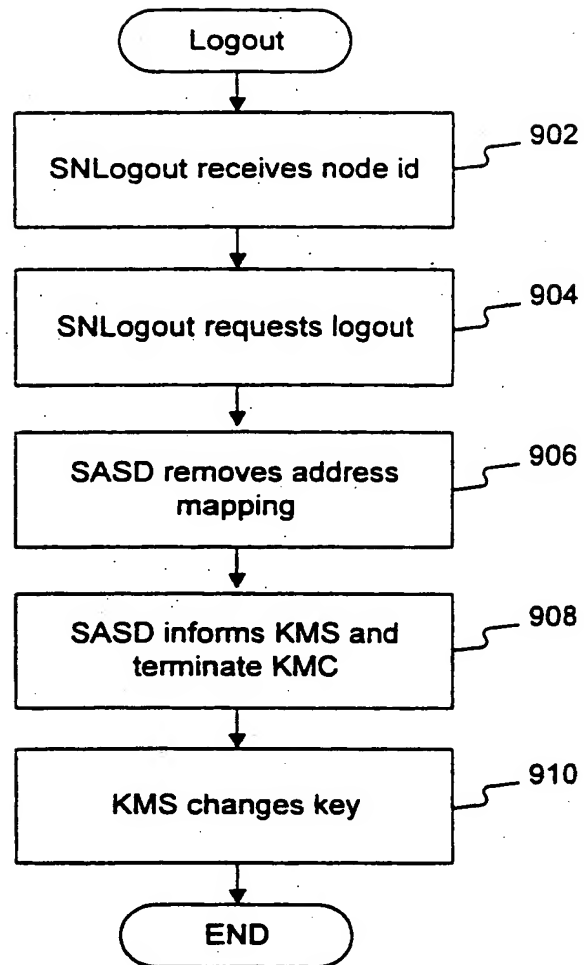 Logout
SNLogout receives node id
902
SNLogout requests logout
904
SASD removes address
mapping
906
SASD informs KMS and
terminate KMC
908
KMS changes key
910
END